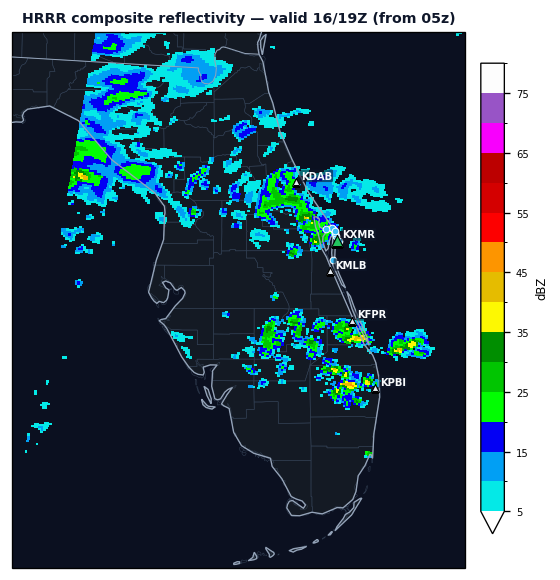 HRRR composite reflectivity — valid 16/19Z (from 05z)
KDAB
KXMR
KMLB
KFPR
KPBI
75
65
55
45
35
25
15
5
dBZ